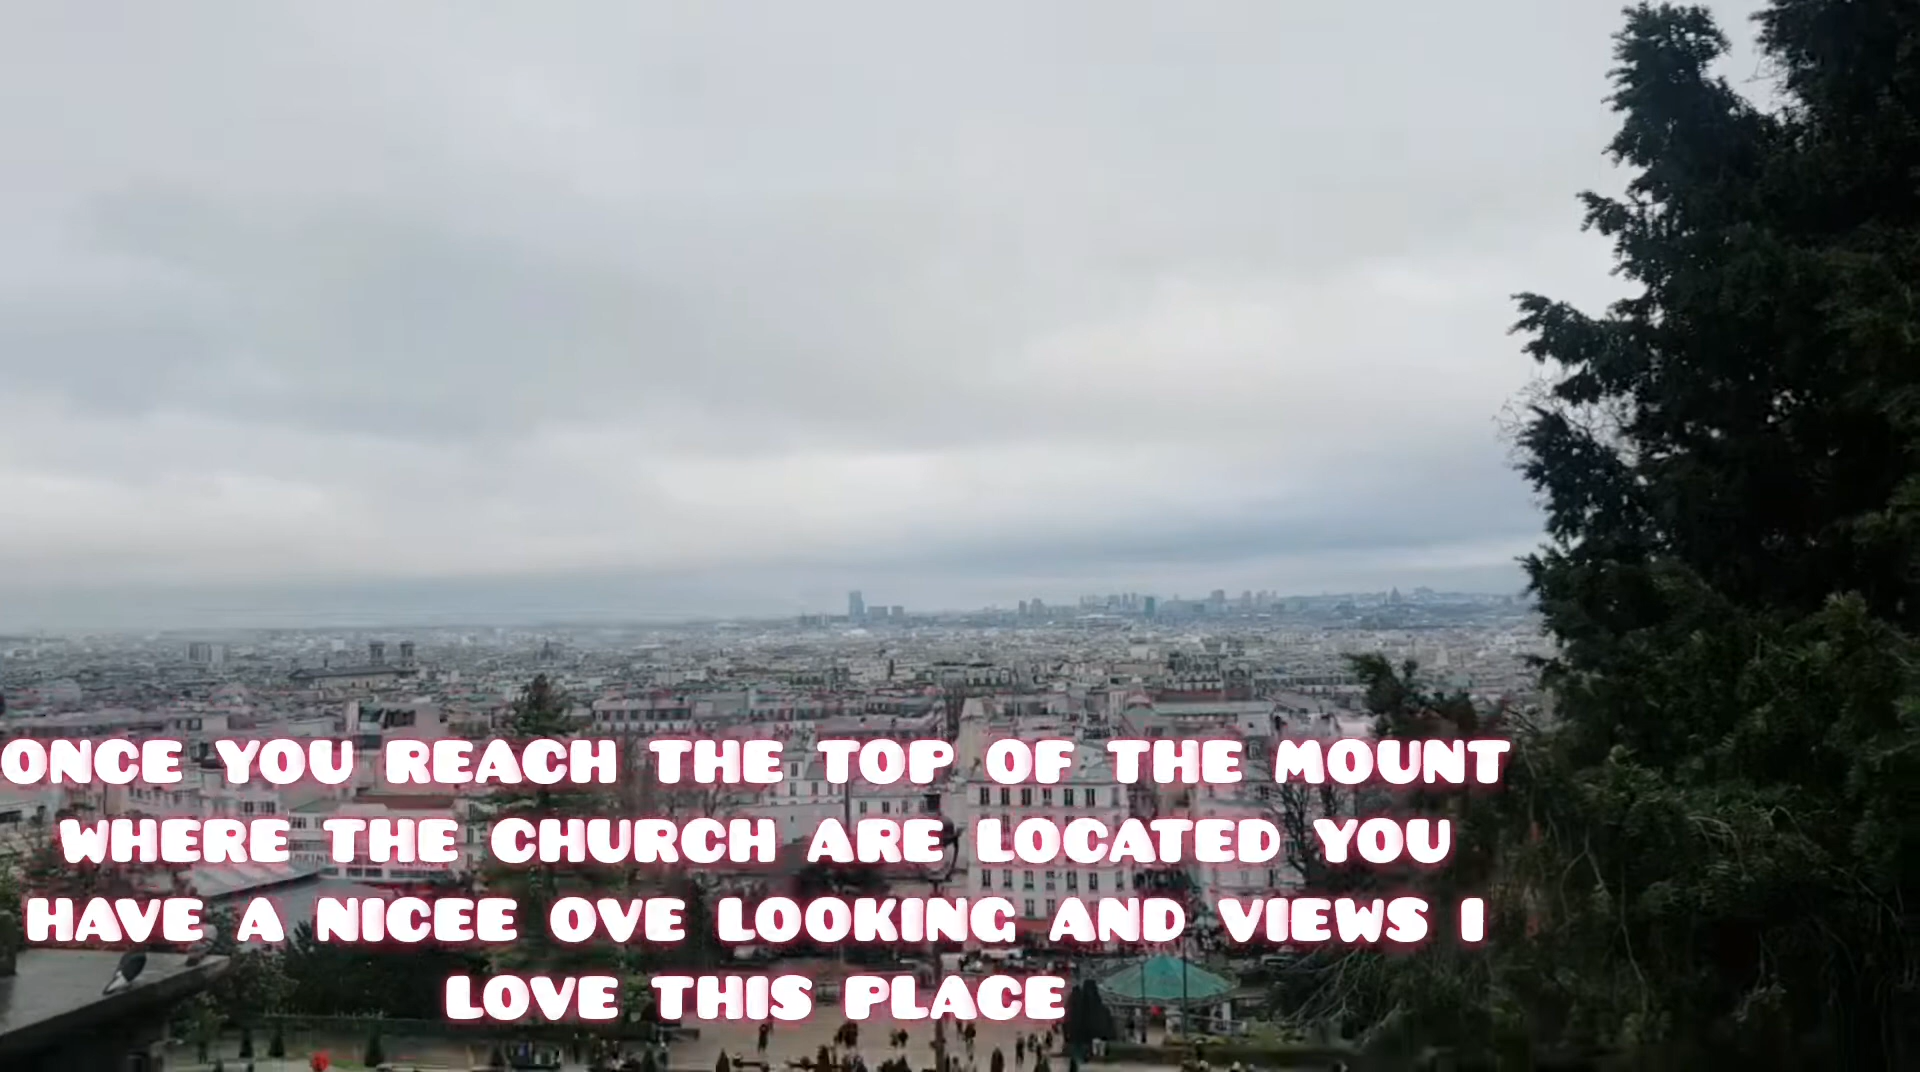 ONCE YOU REACH THE TOP OF THE MOUNT
WHERE THE CHURCH ARE LOCATED YOU
HAVE A NICEE OVE LOOKING AND VIEWS I
LOVE THIS PLACE